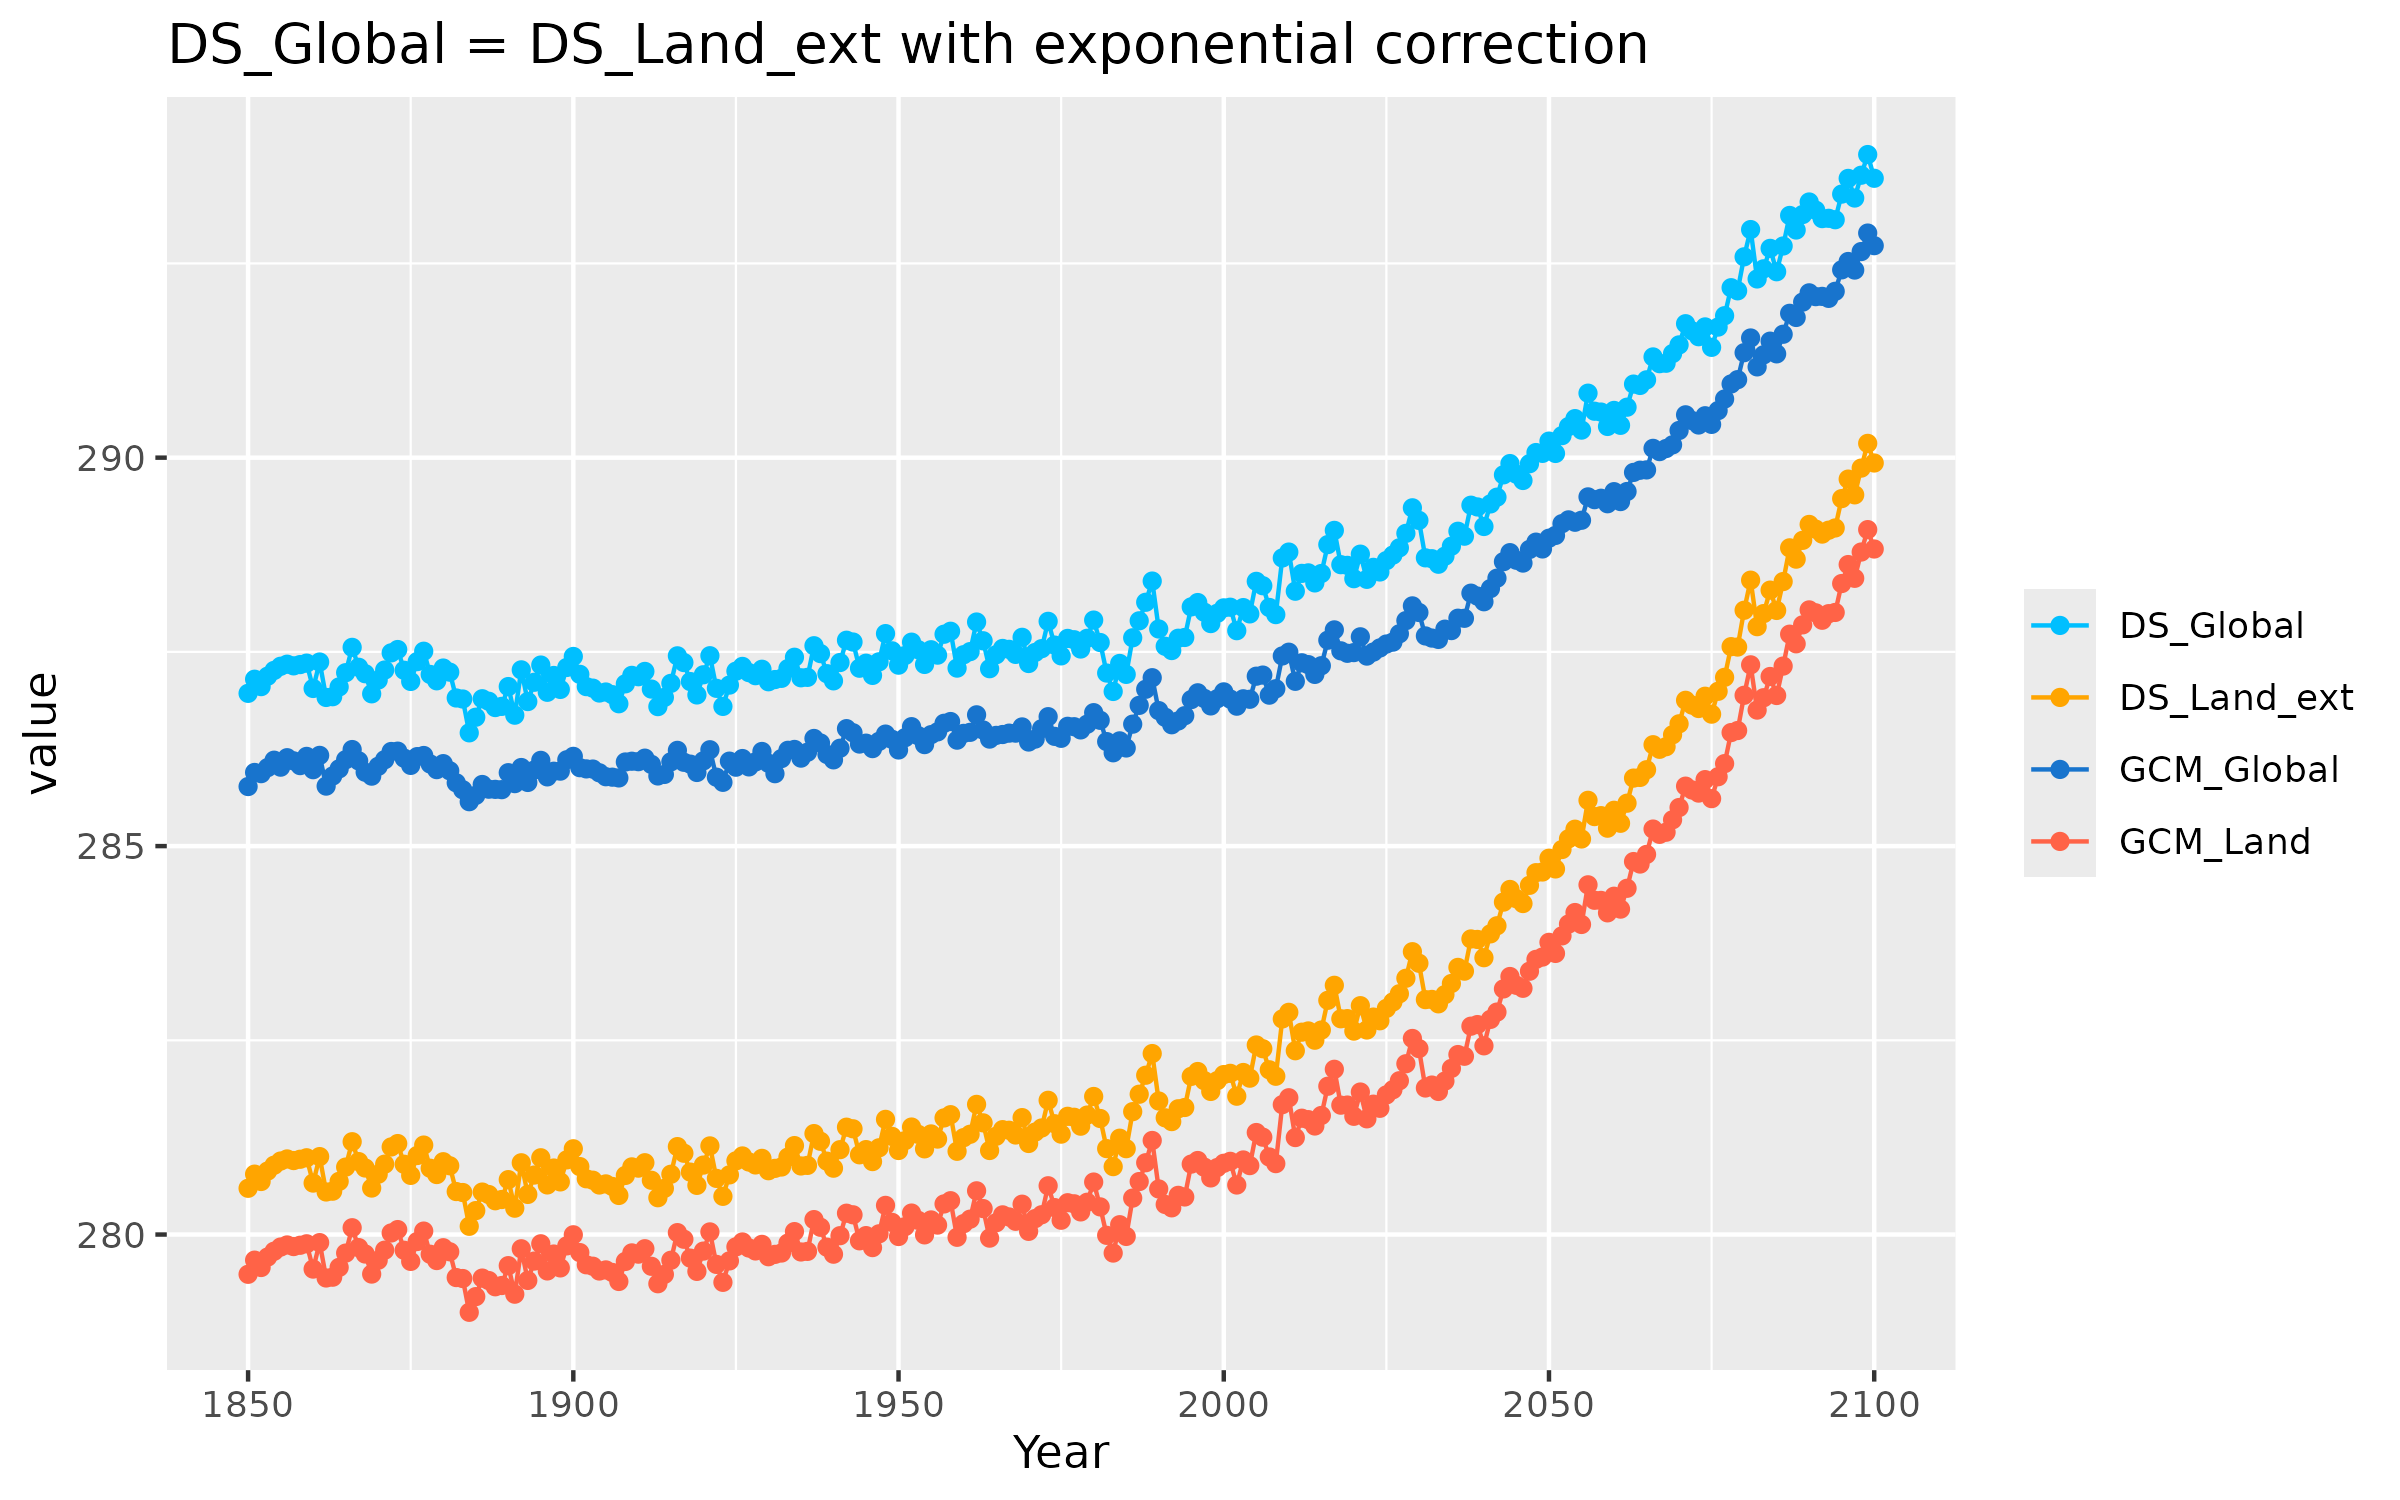 DS_Global = DS_Land_ext with exponential correction
290
285
280
value
1850 1900 1950 2000 2050 2100
Year
DS_Global
DS_Land_ext
GCM_Global
GCM_Land